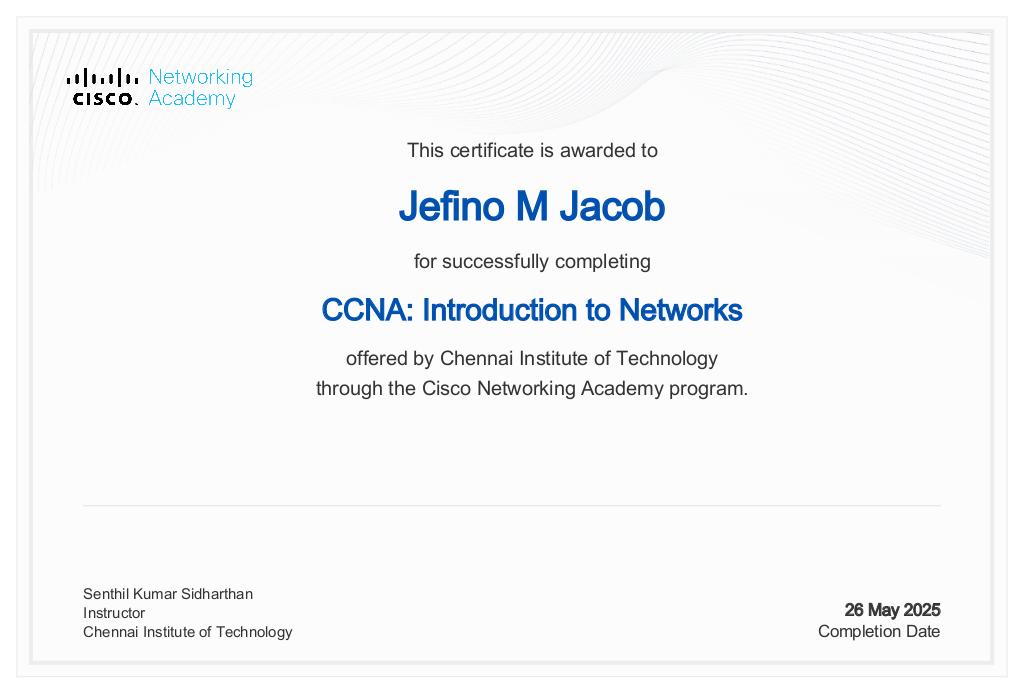 Networking
CISCO. Academy
This certificate is awarded to
Jefino M Jacob
for successfully completing
CCNA: Introduction to Networks
offered by Chennai Institute of Technology
through the Cisco Networking Academy program.
Senthil Kumar Sidharthan
Instructor
Chennai Institute of Technology
26 May 2025
Completion Date